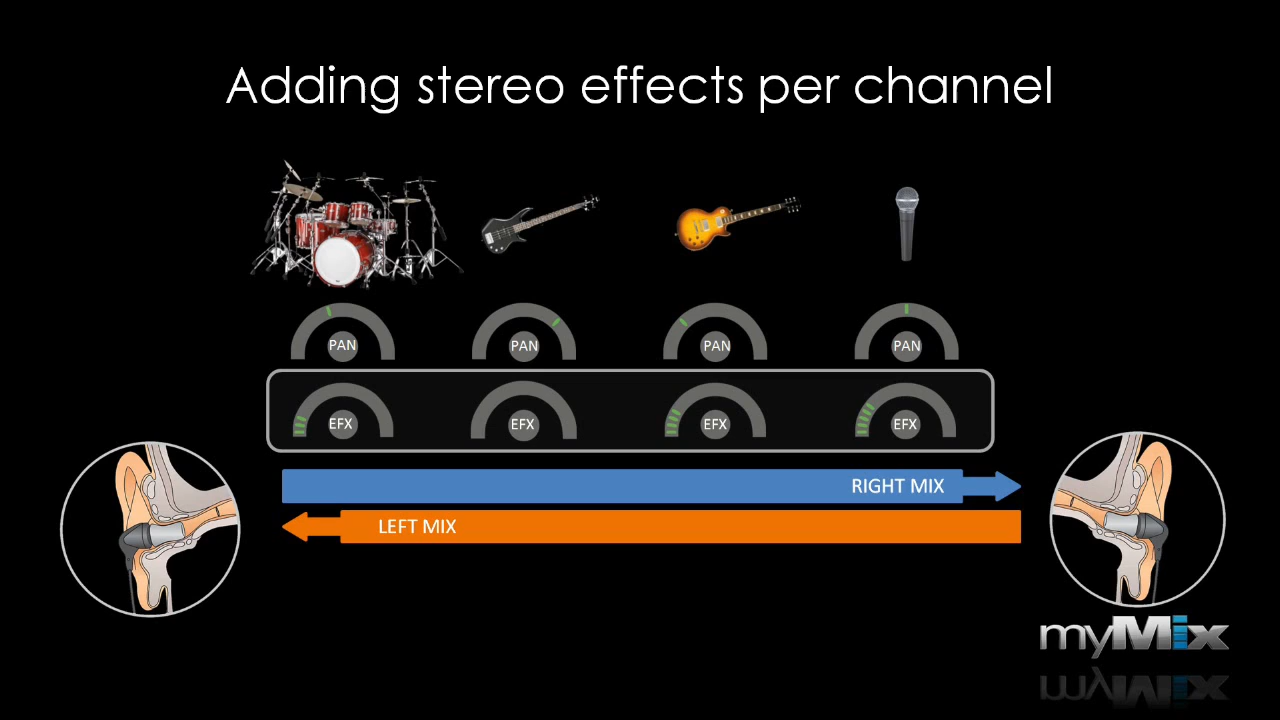 Adding stereo effects per channel
PAN PAN PAN PAN
EFX EFX EFX EFX
RIGHT MIX
LEFT MIX
myMix